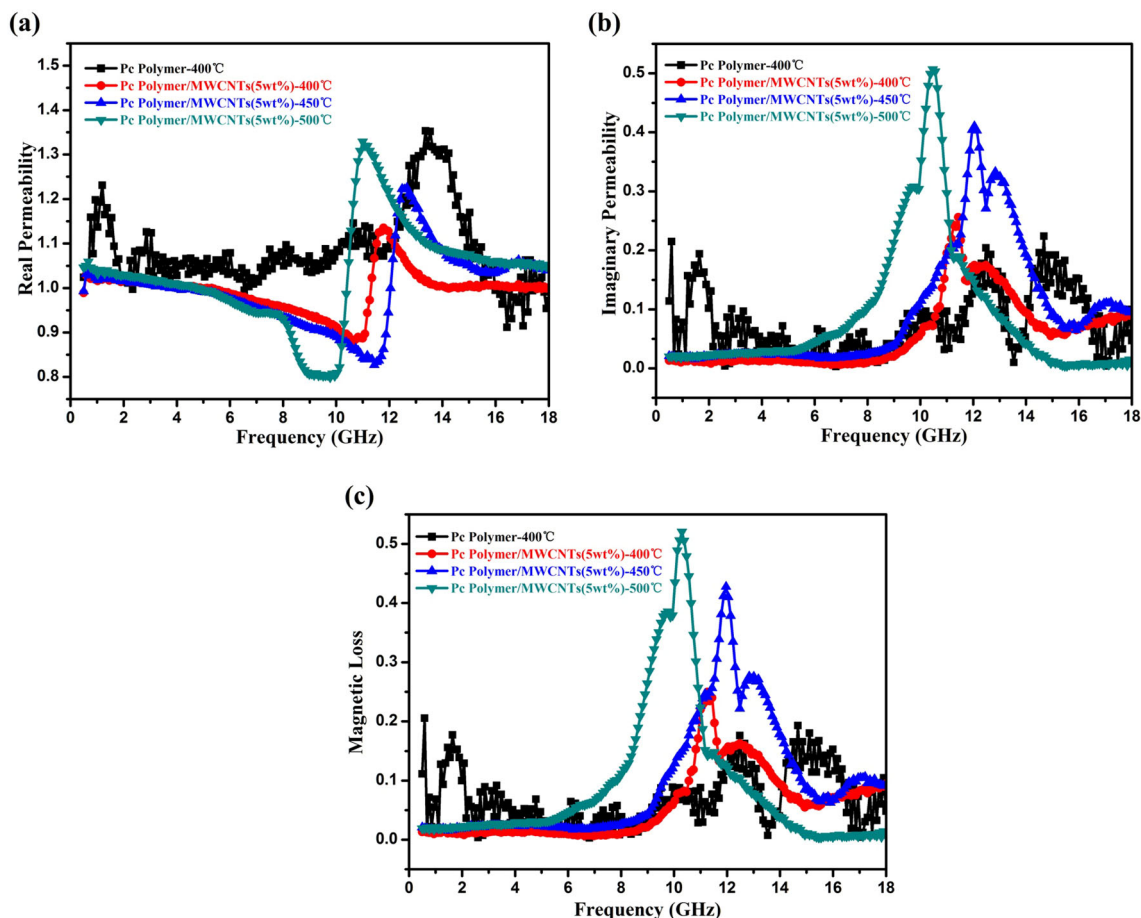 (a)
Pc Polymer-400℃
Pc Polymer/MWCNTs(5wt%)-400℃
Pc Polymer/MWCNTs(5wt%)-450℃
Pc Polymer/MWCNTs(5wt%)-500℃
Real Permeability
1.5
1.4
1.3
1.2
1.1
1.0
0.9
0.8
0 2 4 6 8 10 12 14 16 18
Frequency (GHz)
(b)
Pc Polymer-400℃
Pc Polymer/MWCNTs(5wt%)-400℃
Pc Polymer/MWCNTs(5wt%)-450℃
Pc Polymer/MWCNTs(5wt%)-500℃
Imaginary Permeability
0.5
0.4
0.3
0.2
0.1
0.0
0 2 4 6 8 10 12 14 16 18
Frequency (GHz)
(c)
Pc Polymer-400℃
Pc Polymer/MWCNTs(5wt%)-400℃
Pc Polymer/MWCNTs(5wt%)-450℃
Pc Polymer/MWCNTs(5wt%)-500℃
Magnetic Loss
0.5
0.4
0.3
0.2
0.1
0.0
0 2 4 6 8 10 12 14 16 18
Frequency (GHz)